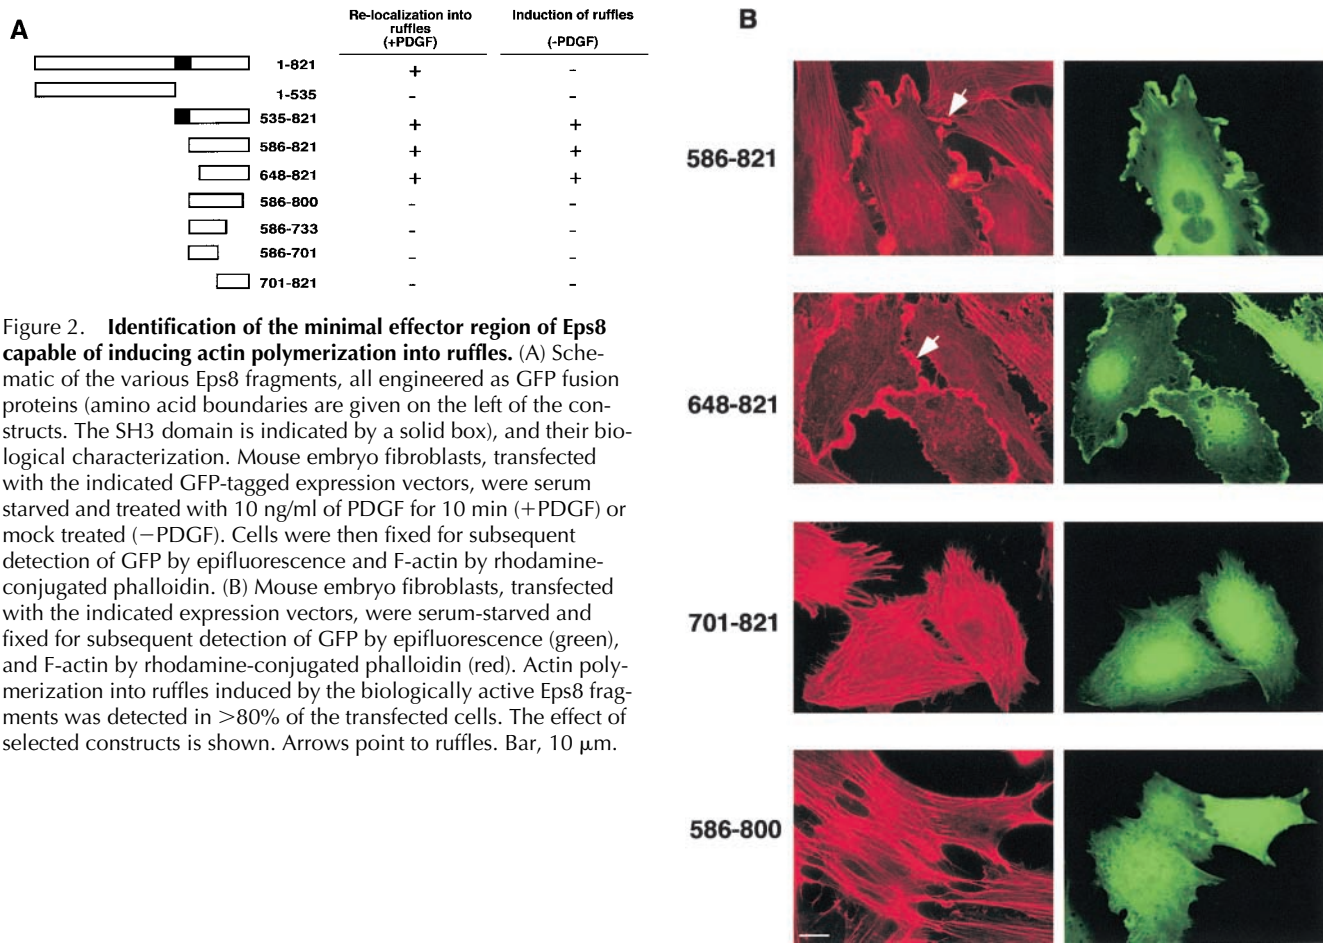 A
Re-localization into
ruffles
(+PDGF)
Induction of ruffles
(-PDGF)
1-821 + -
1-535 - -
535-821 + +
586-821 + +
648-821 + +
586-800 - -
586-733 - -
586-701 - -
701-821 - -
Figure 2. Identification of the minimal effector region of Eps8
capable of inducing actin polymerization into ruffles. (A) Sche-
matic of the various Eps8 fragments, all engineered as GFP fusion
proteins (amino acid boundaries are given on the left of the con-
structs. The SH3 domain is indicated by a solid box), and their bio-
logical characterization. Mouse embryo fibroblasts, transfected
with the indicated GFP-tagged expression vectors, were serum
starved and treated with 10 ng/ml of PDGF for 10 min (+PDGF) or
mock treated (−PDGF). Cells were then fixed for subsequent
detection of GFP by epifluorescence and F-actin by rhodamine-
conjugated phalloidin. (B) Mouse embryo fibroblasts, transfected
with the indicated expression vectors, were serum-starved and
fixed for subsequent detection of GFP by epifluorescence (green),
and F-actin by rhodamine-conjugated phalloidin (red). Actin poly-
merization into ruffles induced by the biologically active Eps8 frag-
ments was detected in >80% of the transfected cells. The effect of
selected constructs is shown. Arrows point to ruffles. Bar, 10 μm.
B
586-821
648-821
701-821
586-800